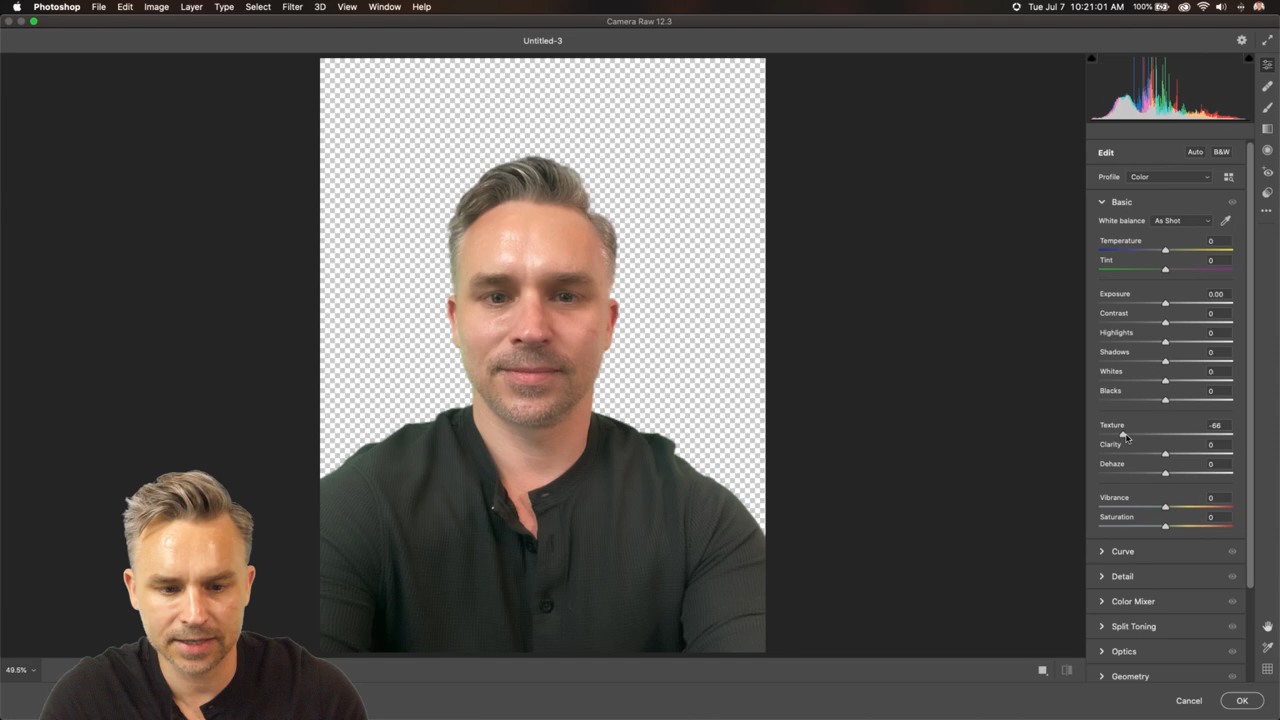 Photoshop File Edit Image Layer Type Select Filter 3D View Window Help 100% Tue Jul 7 10:21:01 AM
Camera Raw 12.3
Untitled-3
Edit Auto B&W
Profile Color
Basic
White balance As Shot
Temperature 0
Tint 0
Exposure 0.00
Contrast 0
Highlights 0
Shadows 0
Whites 0
Blacks 0
Texture -66
Clarity 0
Dehaze 0
Vibrance 0
Saturation 0
Curve
Detail
Color Mixer
Split Toning
Optics
49.5% Geometry
Cancel OK